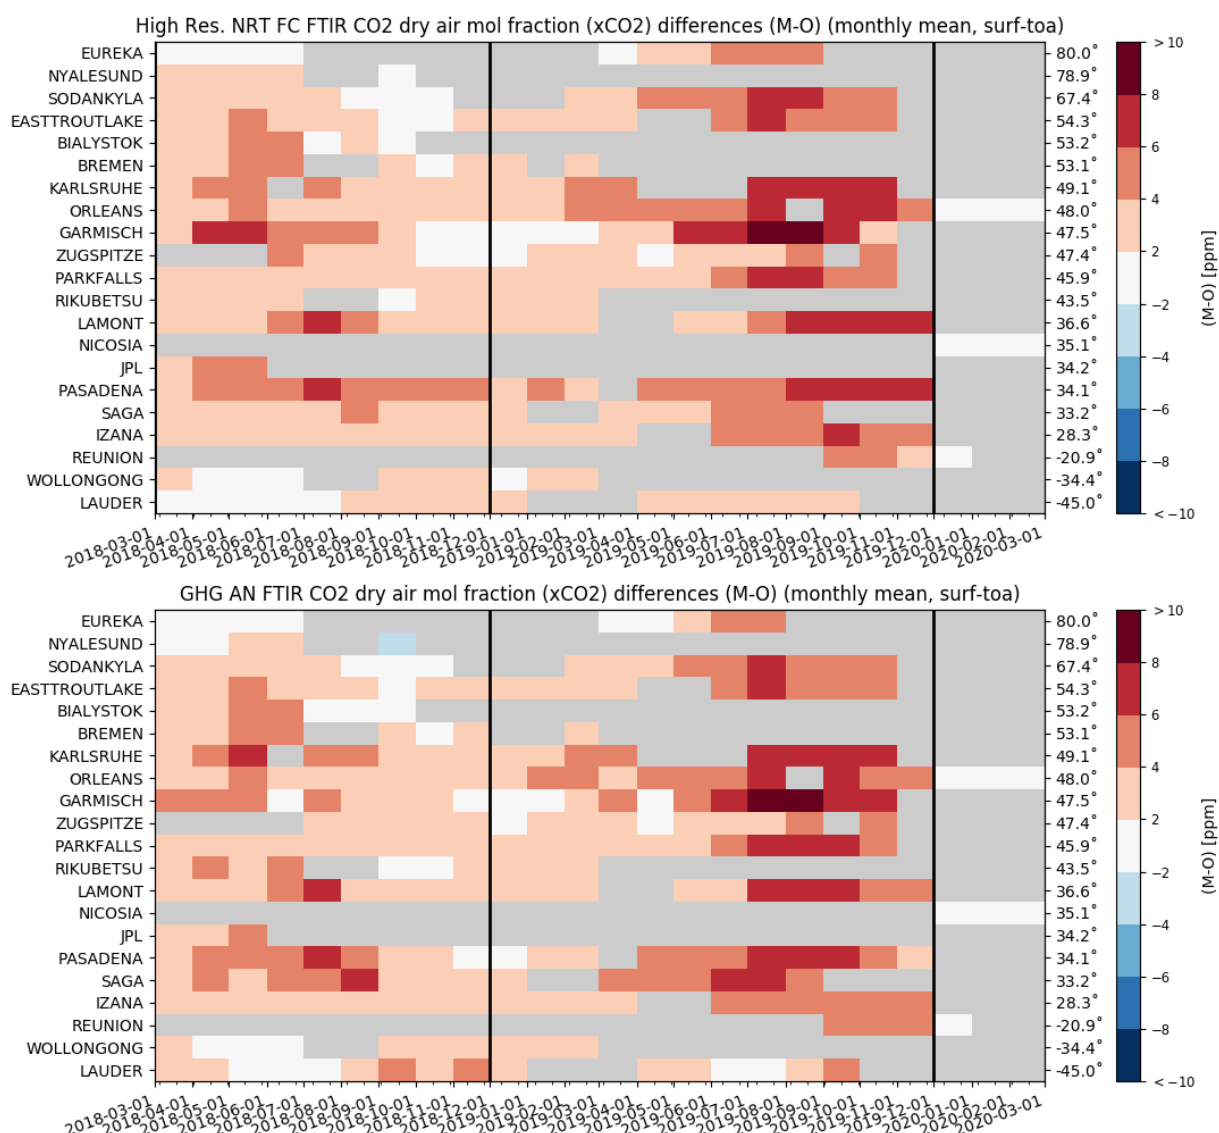 High Res. NRT FC FTIR CO2 dry air mol fraction (xCO2) differences (M-O) (monthly mean, surf-toa)
EUREKA 80.0°
NYALESUND 78.9°
SODANKYLA 67.4°
EASTTROUTLAKE 54.3°
BIALYSTOK 53.2°
BREMEN 53.1°
KARLSRUHE 49.1°
ORLEANS 48.0°
GARMISCH 47.5°
ZUGSPITZE 47.4°
PARKFALLS 45.9°
RIKUBETSU 43.5°
LAMONT 36.6°
NICOSIA 35.1°
JPL 34.2°
PASADENA 34.1°
SAGA 33.2°
IZANA 28.3°
REUNION -20.9°
WOLLONGONG -34.4°
LAUDER -45.0°
2018-03-01 2018-04-01 2018-05-01 2018-06-01 2018-07-01 2018-08-01 2018-09-01 2018-10-01 2018-11-01 2018-12-01 2019-01-01 2019-02-01 2019-03-01 2019-04-01 2019-05-01 2019-06-01 2019-07-01 2019-08-01 2019-09-01 2019-10-01 2019-11-01 2019-12-01 2020-01-01 2020-02-01 2020-03-01
> 10
8
6
4
2
−2
−4
−6
−8
< −10
(M-O) [ppm]
GHG AN FTIR CO2 dry air mol fraction (xCO2) differences (M-O) (monthly mean, surf-toa)
EUREKA 80.0°
NYALESUND 78.9°
SODANKYLA 67.4°
EASTTROUTLAKE 54.3°
BIALYSTOK 53.2°
BREMEN 53.1°
KARLSRUHE 49.1°
ORLEANS 48.0°
GARMISCH 47.5°
ZUGSPITZE 47.4°
PARKFALLS 45.9°
RIKUBETSU 43.5°
LAMONT 36.6°
NICOSIA 35.1°
JPL 34.2°
PASADENA 34.1°
SAGA 33.2°
IZANA 28.3°
REUNION -20.9°
WOLLONGONG -34.4°
LAUDER -45.0°
2018-03-01 2018-04-01 2018-05-01 2018-06-01 2018-07-01 2018-08-01 2018-09-01 2018-10-01 2018-11-01 2018-12-01 2019-01-01 2019-02-01 2019-03-01 2019-04-01 2019-05-01 2019-06-01 2019-07-01 2019-08-01 2019-09-01 2019-10-01 2019-11-01 2019-12-01 2020-01-01 2020-02-01 2020-03-01
> 10
8
6
4
2
−2
−4
−6
−8
< −10
(M-O) [ppm]